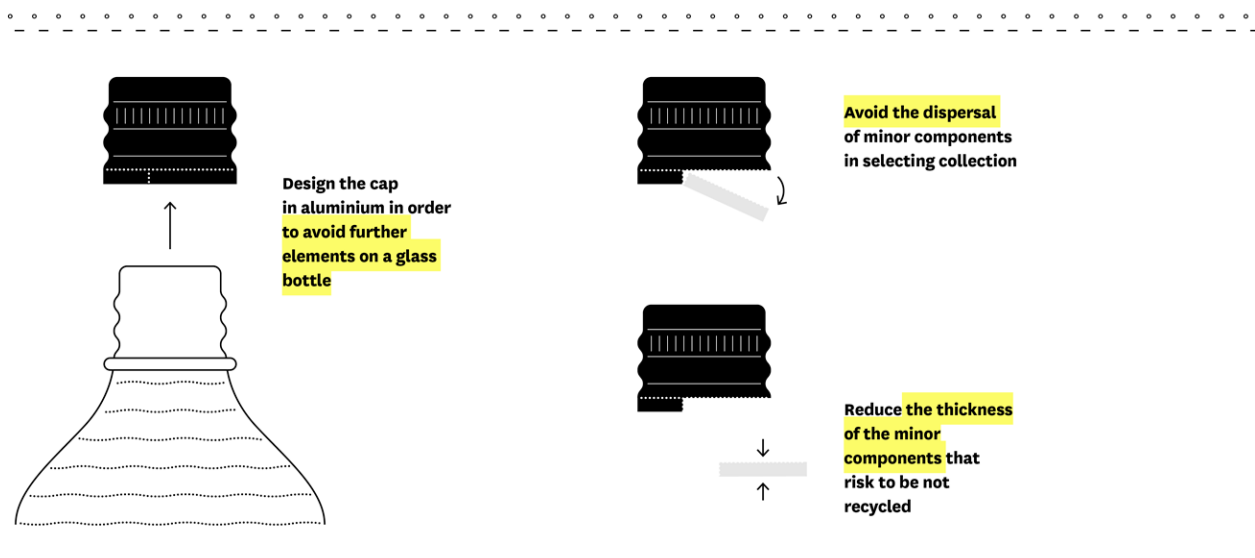 Design the cap
in aluminium in order
to avoid further
elements on a glass
bottle
Avoid the dispersal
of minor components
in selecting collection
Reduce the thickness
of the minor
components that
risk to be not
recycled